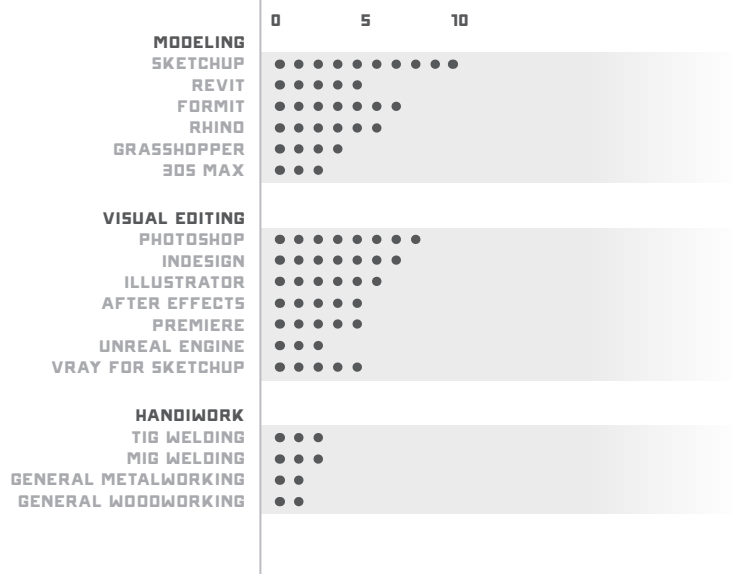 0 5 10
MODELING
SKETCHUP
REVIT
FORMIT
RHINO
GRASSHOPPER
3DS MAX
VISUAL EDITING
PHOTOSHOP
INDESIGN
ILLUSTRATOR
AFTER EFFECTS
PREMIERE
UNREAL ENGINE
VRAY FOR SKETCHUP
HANDIWORK
TIG WELDING
MIG WELDING
GENERAL METALWORKING
GENERAL WOODWORKING